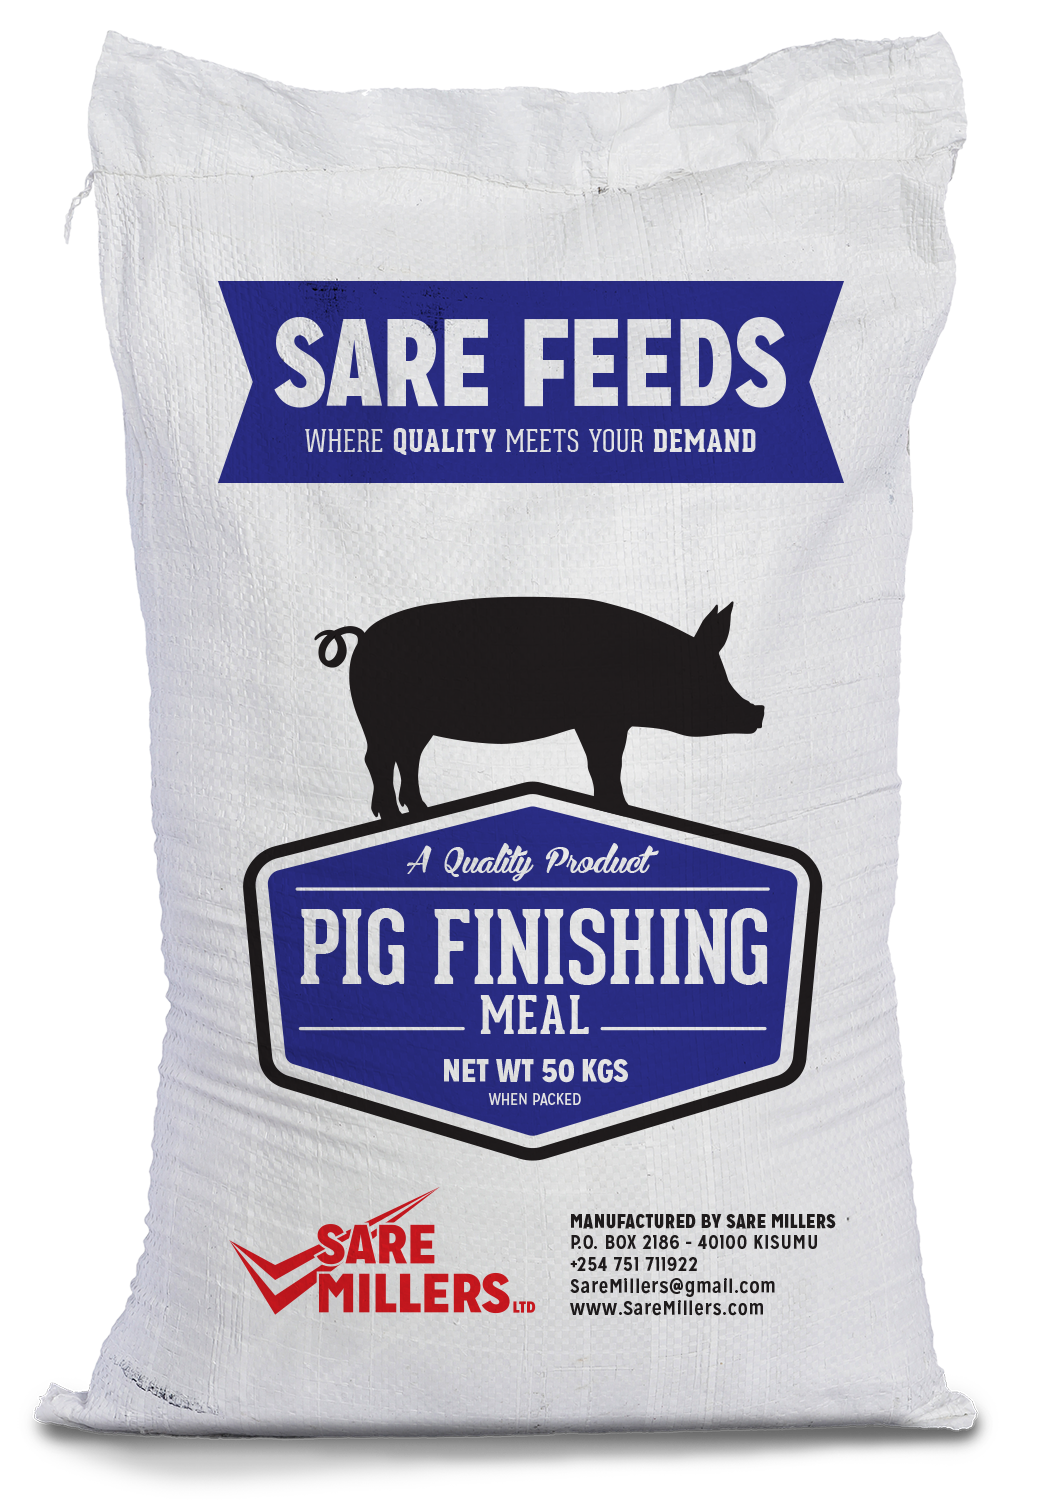 SARE FEEDS
WHERE QUALITY MEETS YOUR DEMAND
A Quality Product
PIG FINISHING
MEAL
NET WT 50 KGS
WHEN PACKED
SARE
MILLERS LTD
MANUFACTURED BY SARE MILLERS
P.O. BOX 2186 - 40100 KISUMU
+254 751 711922
SareMillers@gmail.com
www.SareMillers.com